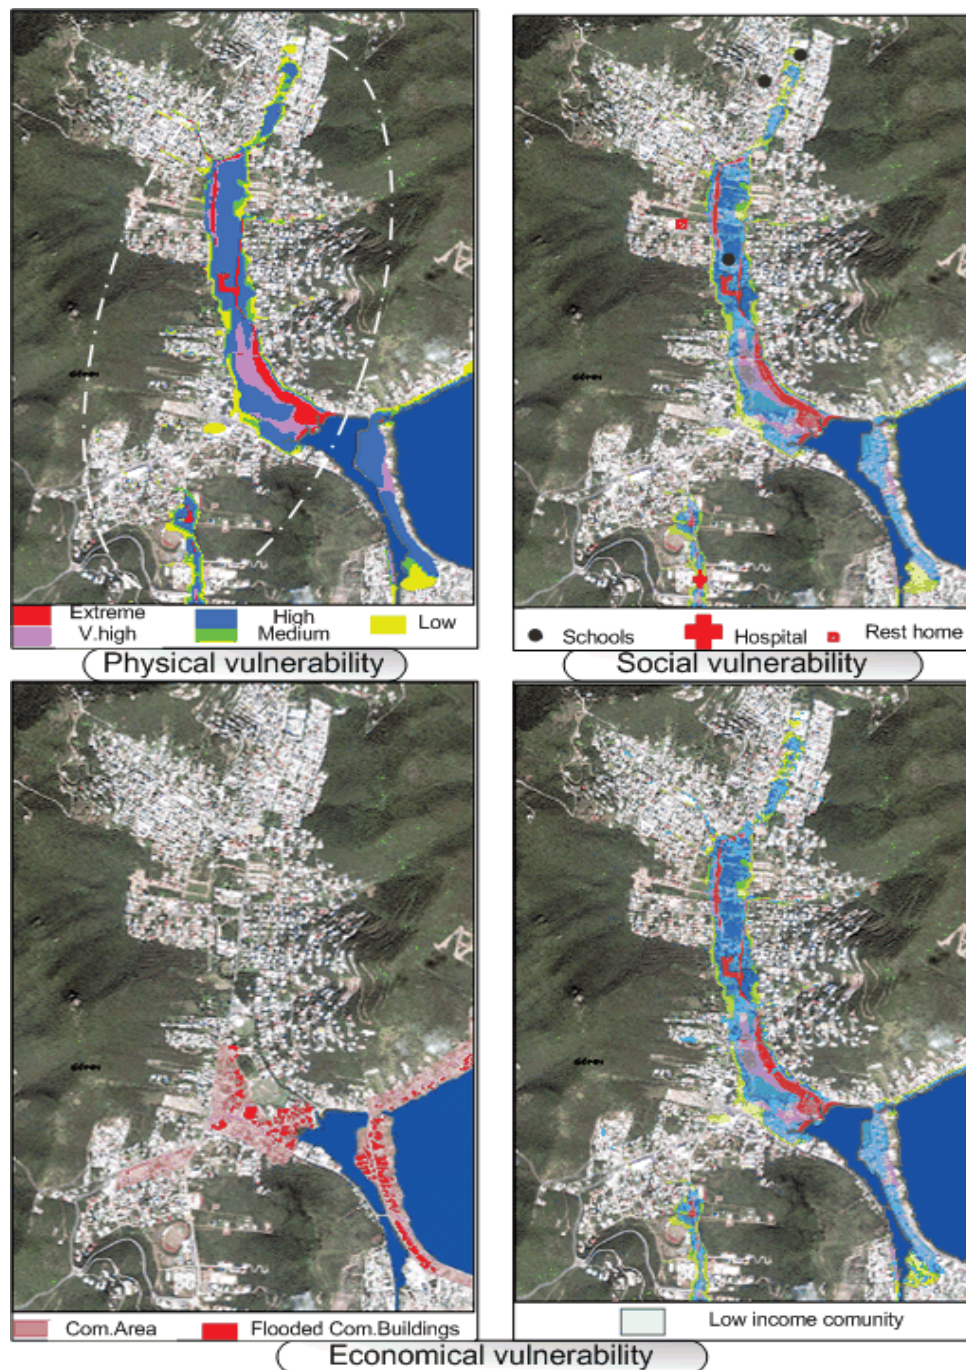 Extreme High Low
V.high Medium
Physical vulnerability
Schools Hospital Rest home
Social vulnerability
Com.Area Flooded Com.Buildings
Low income comunity
Economical vulnerability